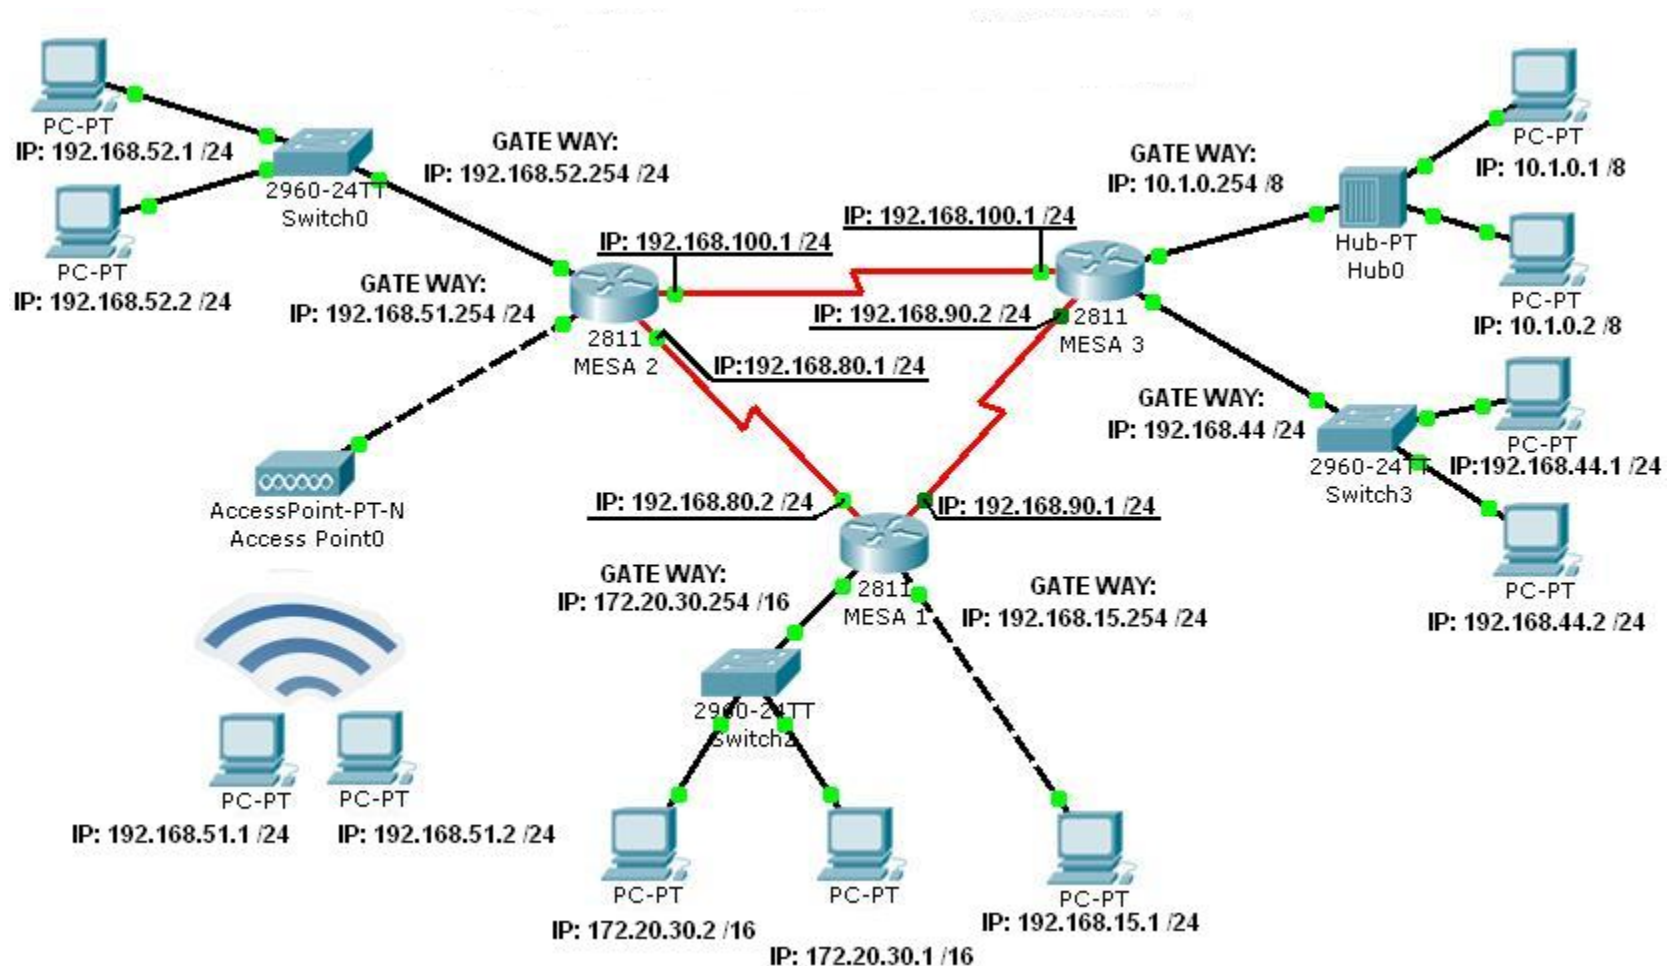 PC-PT
IP: 192.168.52.1 /24
PC-PT
IP: 192.168.52.2 /24
2960-24TT
Switch0
GATE WAY:
IP: 192.168.52.254 /24
GATE WAY:
IP: 192.168.51.254 /24
IP: 192.168.100.1 /24
2811
MESA 2
IP:192.168.80.1 /24
AccessPoint-PT-N
Access Point0
PC-PT
IP: 192.168.51.1 /24
PC-PT
IP: 192.168.51.2 /24
IP: 192.168.100.1 /24
IP: 192.168.90.2 /24
2811
MESA 3
GATE WAY:
IP: 10.1.0.254 /8
Hub-PT
Hub0
PC-PT
IP: 10.1.0.1 /8
PC-PT
IP: 10.1.0.2 /8
GATE WAY:
IP: 192.168.44 /24
2960-24TT
Switch3
PC-PT
IP:192.168.44.1 /24
PC-PT
IP: 192.168.44.2 /24
IP: 192.168.80.2 /24
IP: 192.168.90.1 /24
2811
MESA 1
GATE WAY:
IP: 172.20.30.254 /16
GATE WAY:
IP: 192.168.15.254 /24
2960-24TT
Switch2
PC-PT
IP: 172.20.30.2 /16
PC-PT
IP: 172.20.30.1 /16
PC-PT
IP: 192.168.15.1 /24